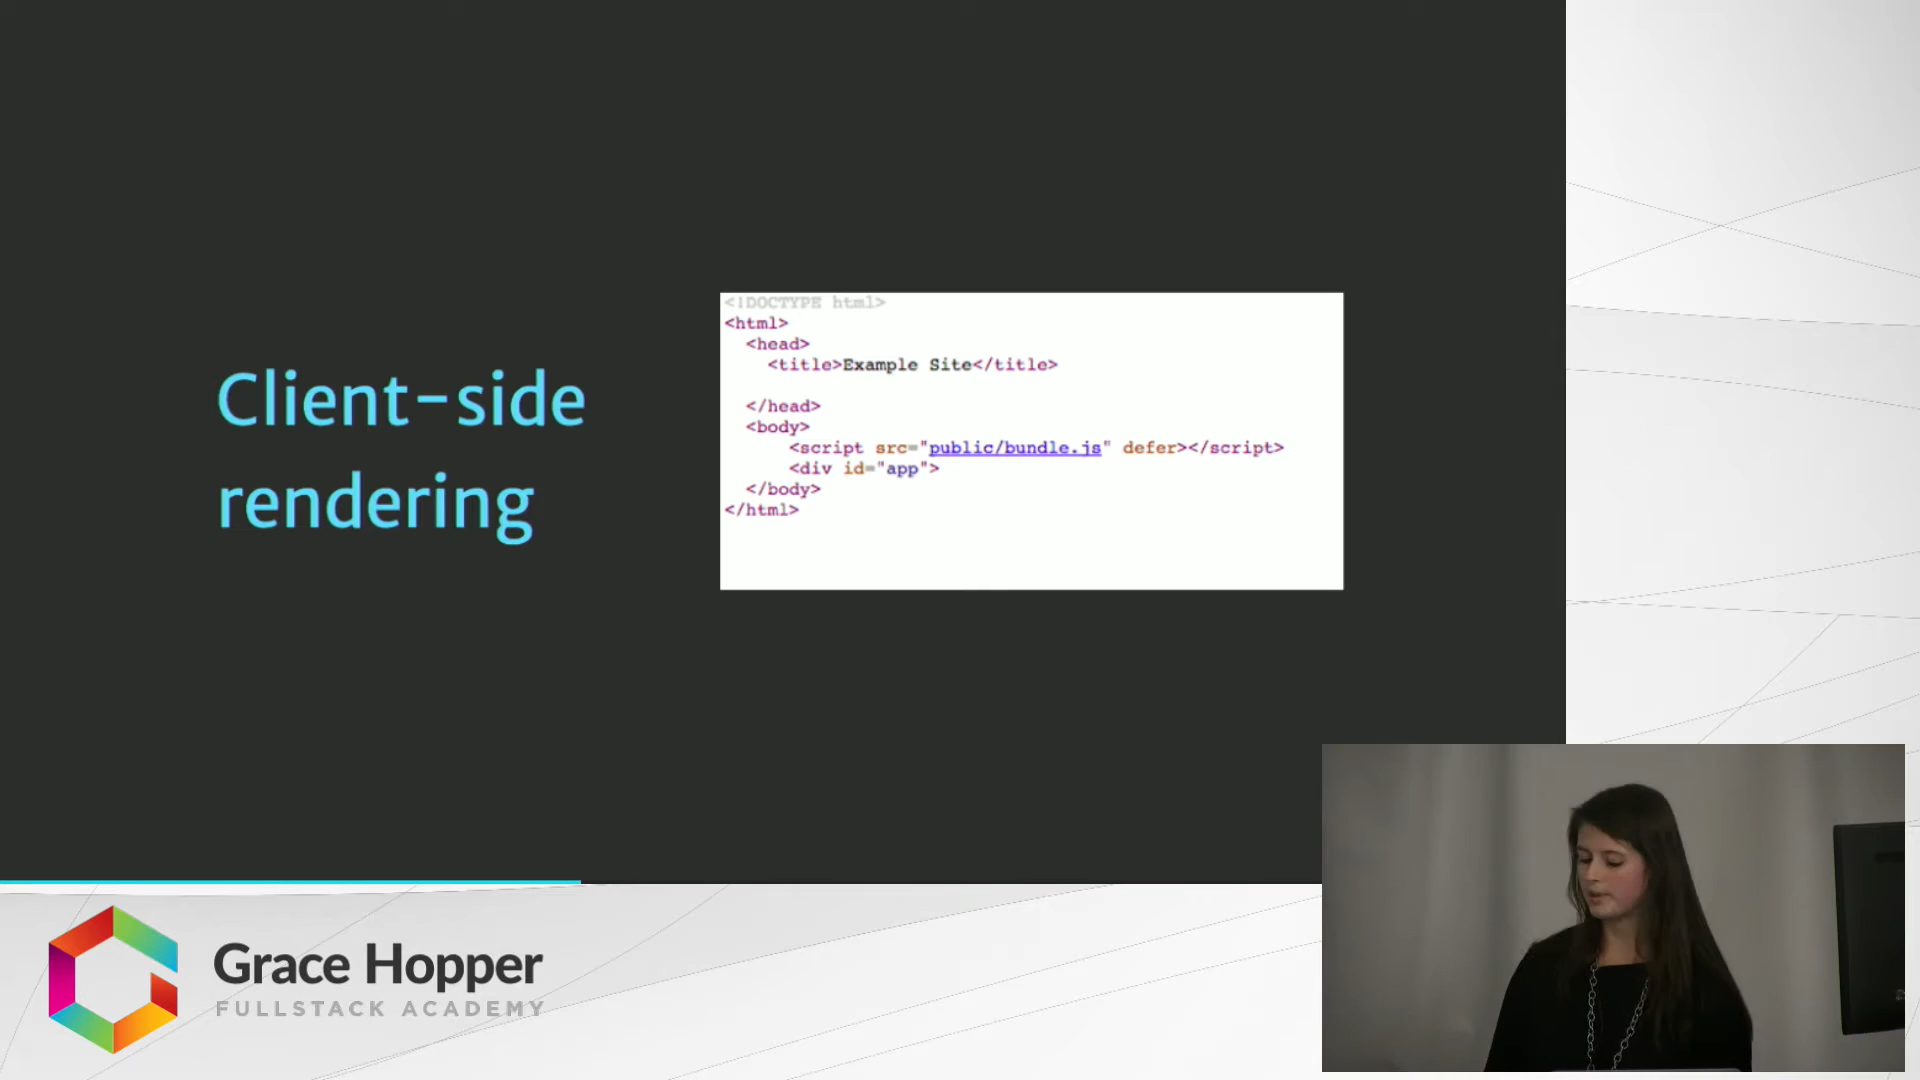 Client-side
rendering
<!DOCTYPE html>
<html>
<head>
<title>Example Site</title>
</head>
<body>
<script src="public/bundle.js" defer></script>
<div id="app">
</body>
</html>
Grace Hopper
FULLSTACK ACADEMY